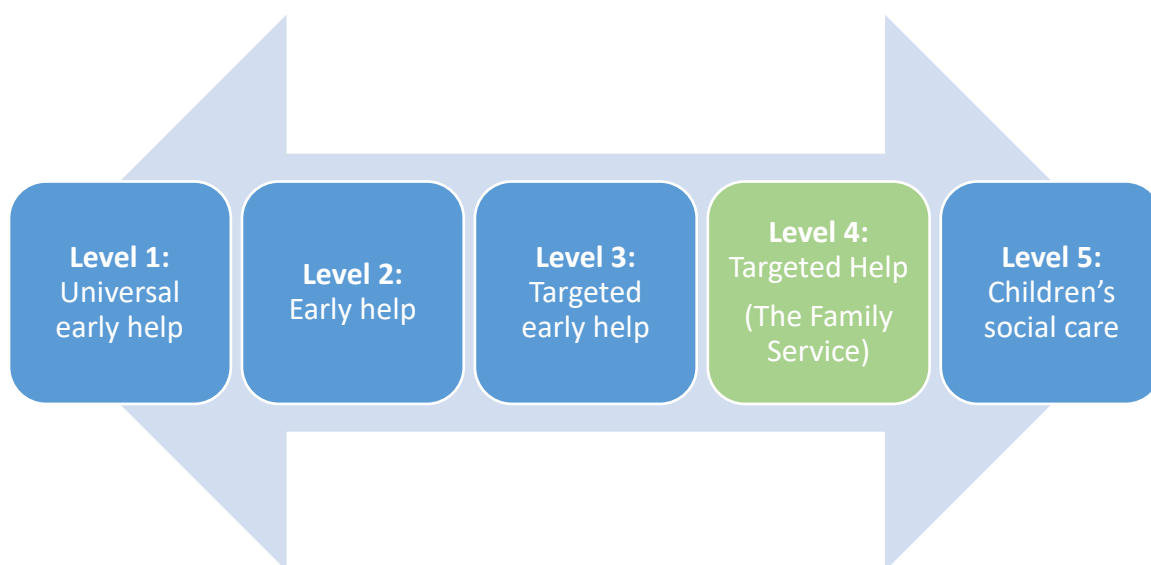 Level 1:
Universal
early help
Level 2:
Early help
Level 3:
Targeted
early help
Level 4:
Targeted Help
(The Family
Service)
Level 5:
Children’s
social care